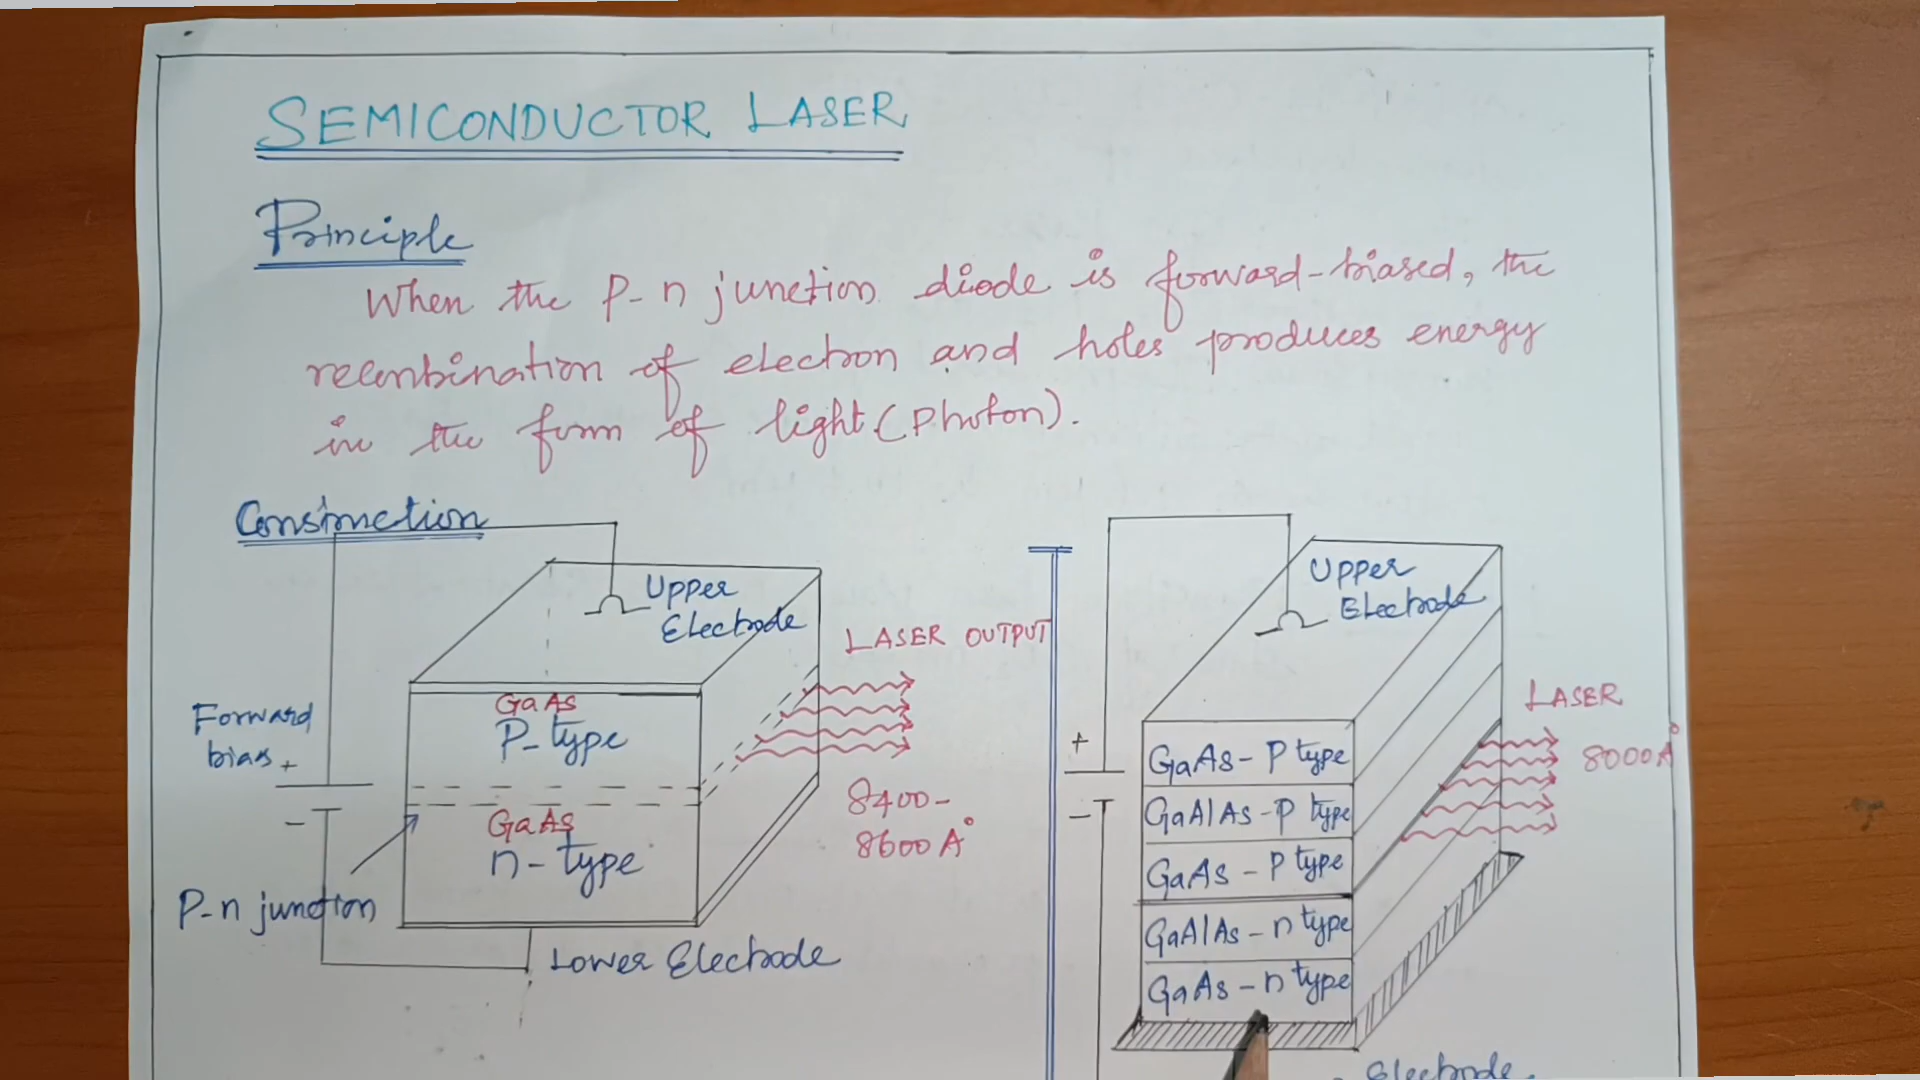 SEMICONDUCTOR LASER
Principle
When the P-n junction diode is forward-biased, the
recombination of electron and holes produces energy
in the form of light (Photon).
Construction
Upper
Electrode
LASER OUTPUT
GaAs
P-type
Forward
bias +
-
GaAs
n-type
8400-
8600 A°
P-n junction
Lower Electrode
Upper
Electrode
LASER
8000A°
+
-
GaAs - P type
GaAlAs - P type
GaAs - P type
GaAlAs - n type
GaAs - n type
Electrode.